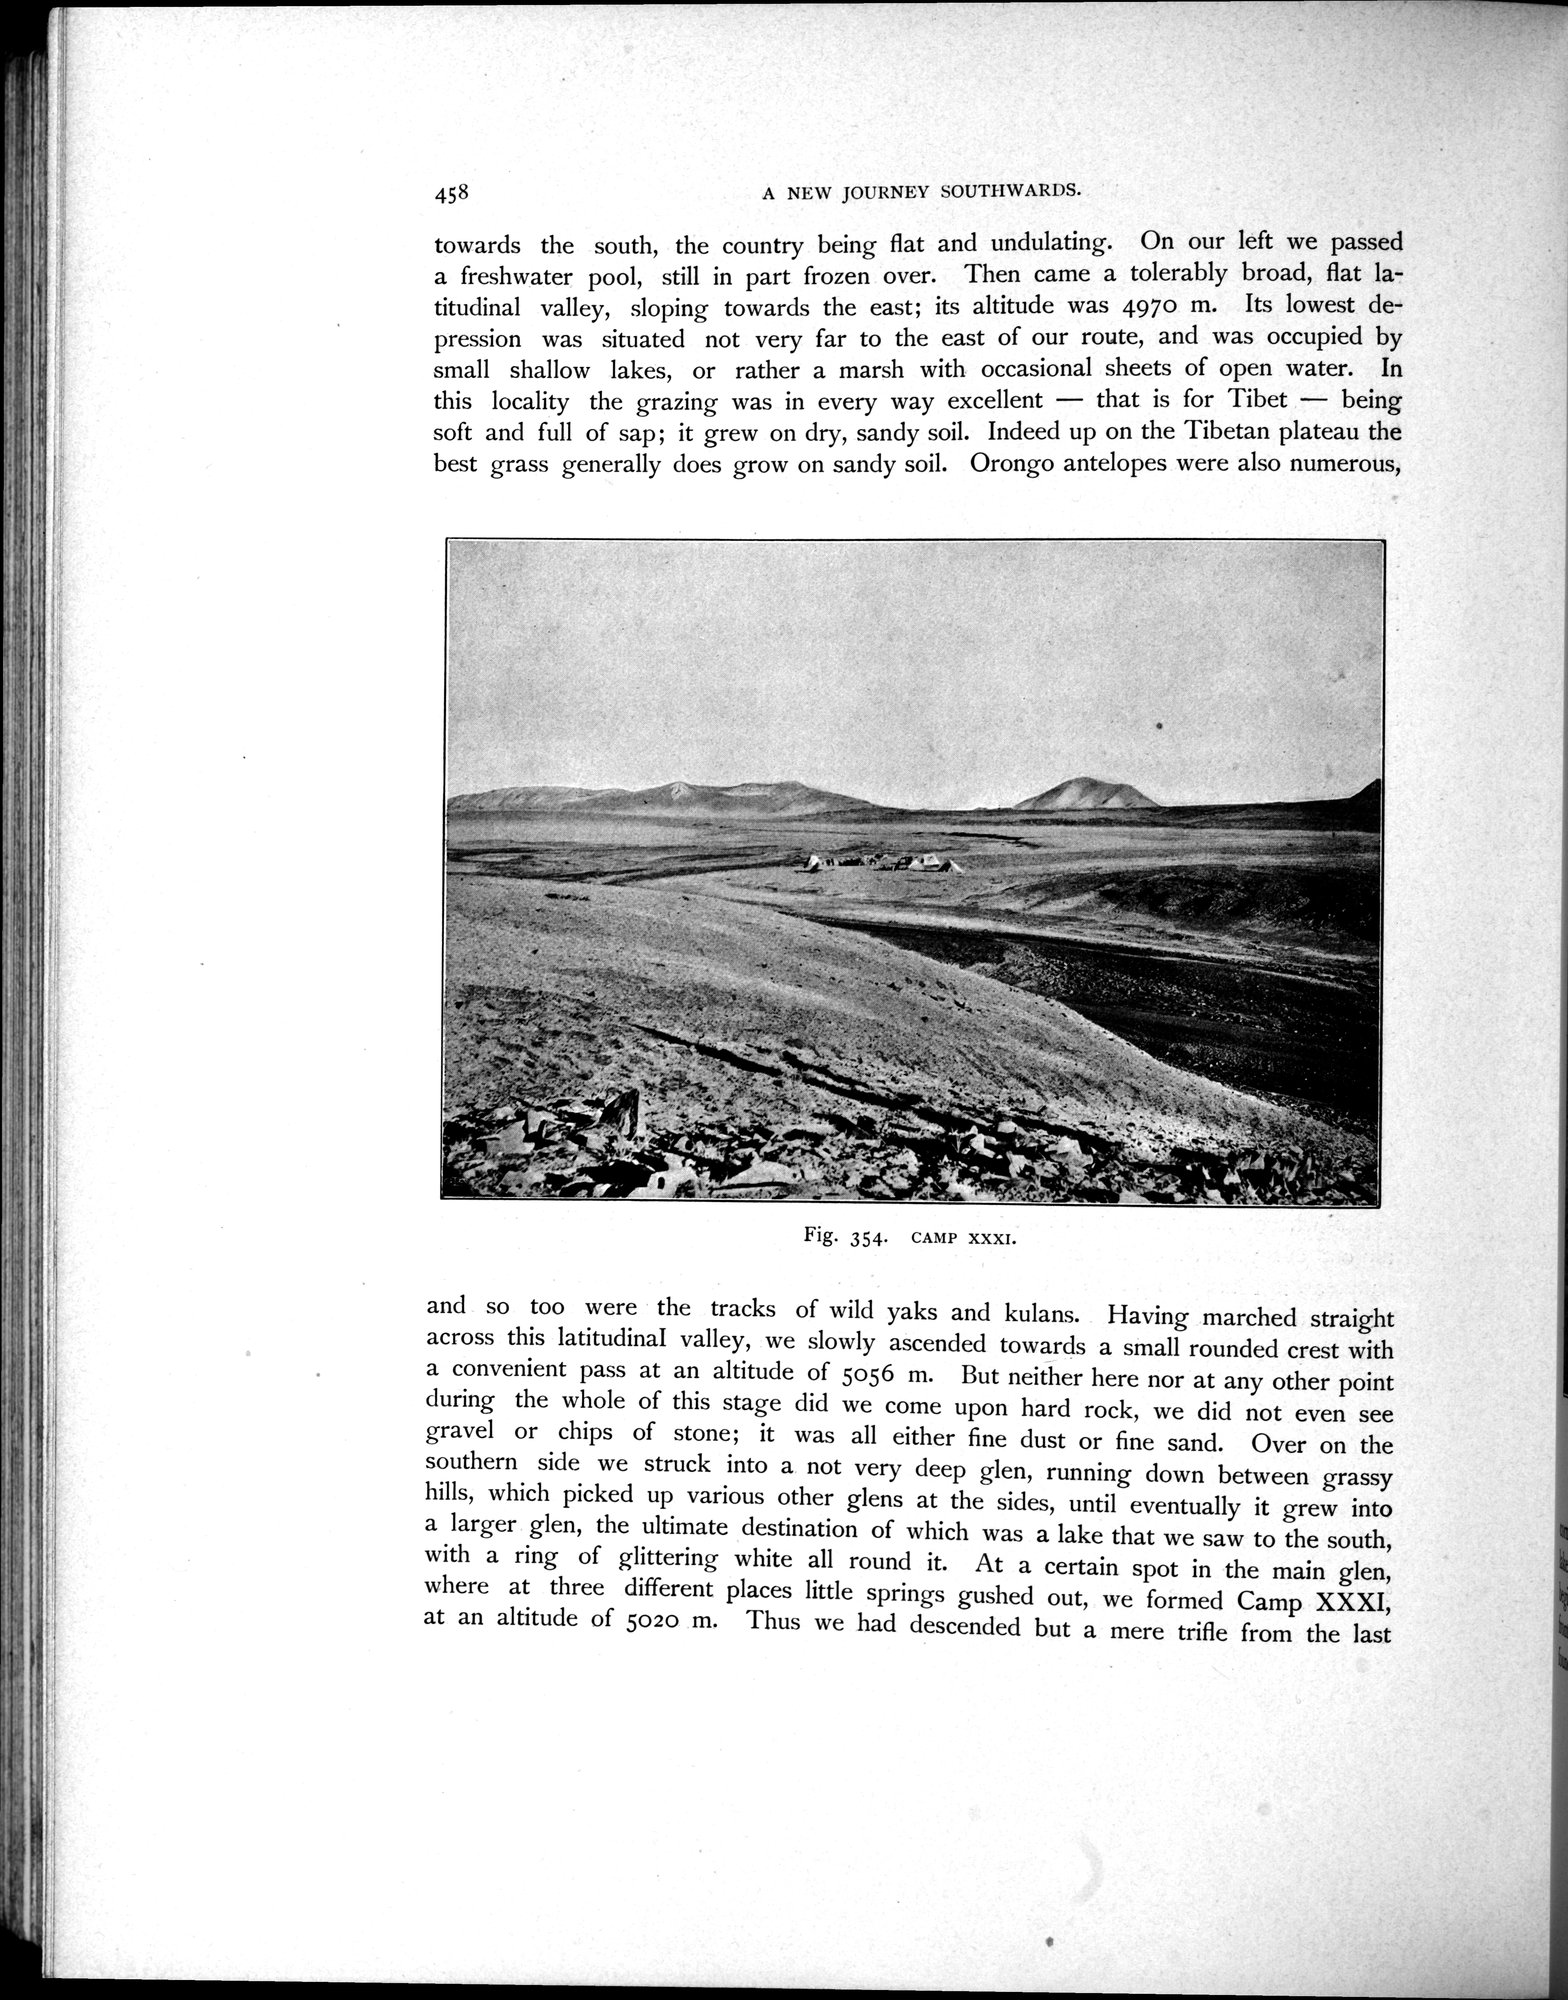 458
A NEW JOURNEY SOUTHWARDS.
towards the south, the country being flat and undulating. On our left we passed
a freshwater pool, still in part frozen over. Then came a tolerably broad, flat la-
titudinal valley, sloping towards the east; its altitude was 4970 m. Its lowest de-
pression was situated not very far to the east of our route, and was occupied by
small shallow lakes, or rather a marsh with occasional sheets of open water. In
this locality the grazing was in every way excellent — that is for Tibet — being
soft and full of sap; it grew on dry, sandy soil. Indeed up on the Tibetan plateau the
best grass generally does grow on sandy soil. Orongo antelopes were also numerous,
Fig. 354. CAMP XXXI.
and so too were the tracks of wild yaks and kulans. Having marched straight
across this latitudinal valley, we slowly ascended towards a small rounded crest with
a convenient pass at an altitude of 5056 m. But neither here nor at any other point
during the whole of this stage did we come upon hard rock, we did not even see
gravel or chips of stone; it was all either fine dust or fine sand. Over on the
southern side we struck into a not very deep glen, running down between grassy
hills, which picked up various other glens at the sides, until eventually it grew into
a larger glen, the ultimate destination of which was a lake that we saw to the south,
with a ring of glittering white all round it. At a certain spot in the main glen,
where at three different places little springs gushed out, we formed Camp XXXI,
at an altitude of 5020 m. Thus we had descended but a mere trifle from the last